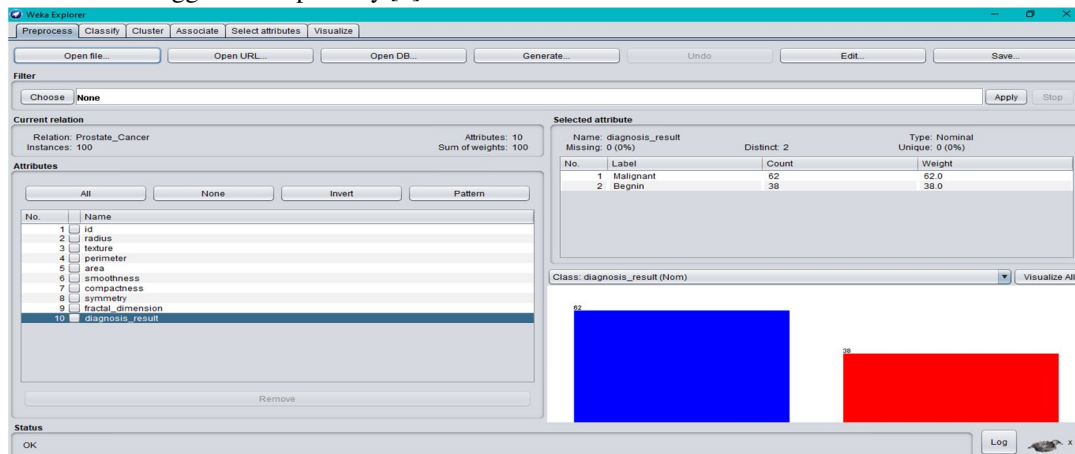 Weka Explorer
Preprocess Classify Cluster Associate Select attributes Visualize
Open file... Open URL... Open DB... Generate... Undo Edit... Save...
Filter
Choose None Apply Stop
Current relation
Relation: Prostate_Cancer Attributes: 10
Instances: 100 Sum of weights: 100
Attributes
All None Invert Pattern
No. Name
1 id
2 radius
3 texture
4 perimeter
5 area
6 smoothness
7 compactness
8 symmetry
9 fractal_dimension
10 diagnosis_result
Remove
Selected attribute
Name: diagnosis_result Type: Nominal
Missing: 0 (0%) Distinct: 2 Unique: 0 (0%)
No. Label Count Weight
1 Malignant 62 62.0
2 Begnin 38 38.0
Class: diagnosis_result (Nom) Visualize All
62
38
Status
OK Log x